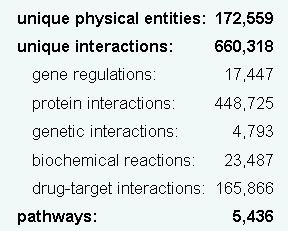 unique physical entities: 172,559
unique interactions: 660,318
gene regulations: 17,447
protein interactions: 448,725
genetic interactions: 4,793
biochemical reactions: 23,487
drug-target interactions: 165,866
pathways: 5,436